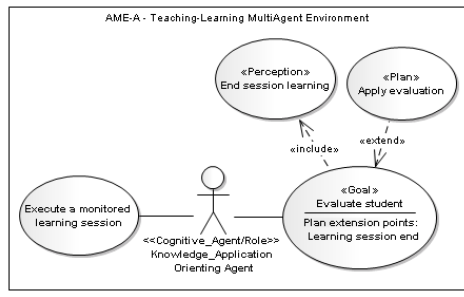 AME-A - Teaching-Learning MultiAgent Environment
«Perception»
End session learning
«Plan»
Apply evaluation
«include»
«extend»
Execute a monitored
learning session
«Goal»
Evaluate student
Plan extension points:
Learning session end
<<Cognitive_Agent/Role>>
Knowledge_Application
Orienting Agent